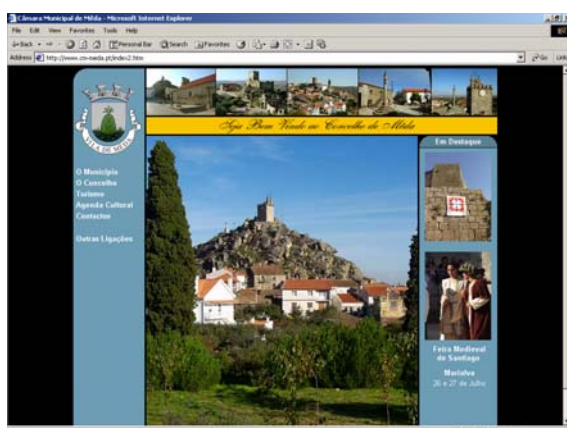 Câmara Municipal de Mêda - Microsoft Internet Explorer
File Edit View Favorites Tools Help
Back Personal Bar Search Favorites
Address http://www.cm-meda.pt/index2.htm Go Links
Seja Bem Vindo ao Concelho de Mêda
VILA DE MEDA
O Município
O Concelho
Turismo
Agenda Cultural
Contactos
Outras Ligações
Em Destaque
Feira Medieval
de Santiago
Marialva
26 e 27 de Julho